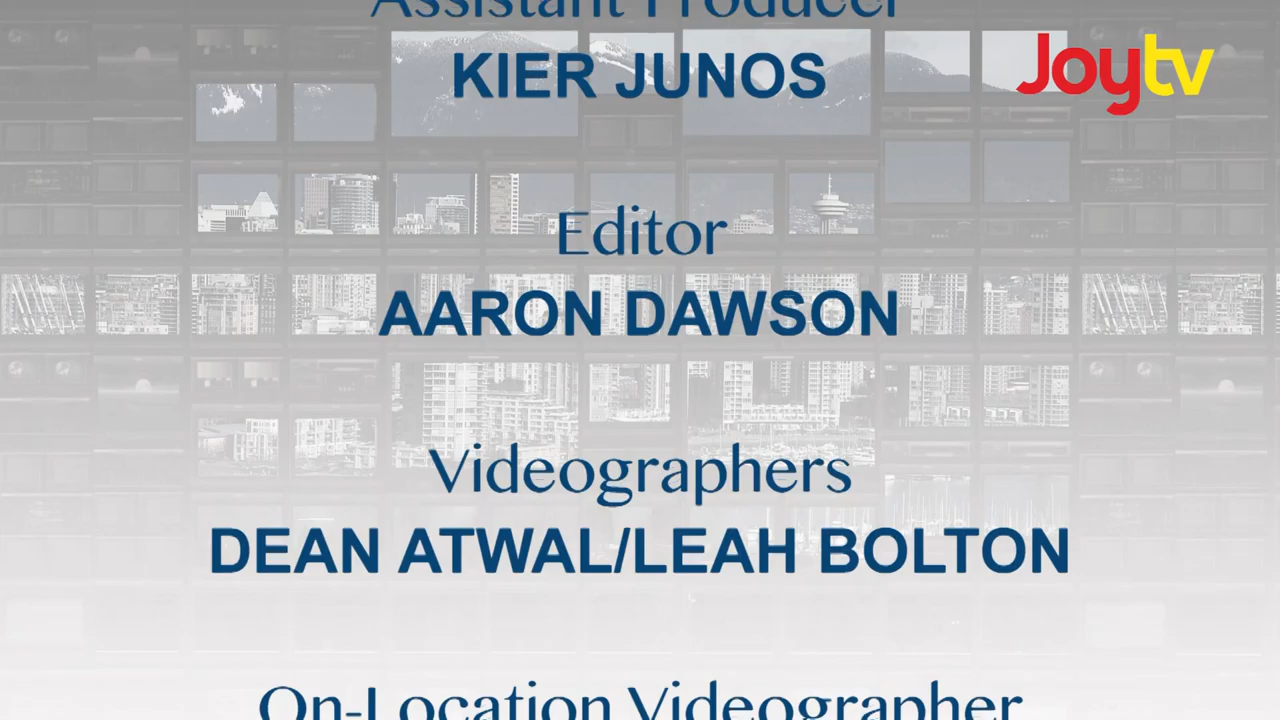 Assistant Producer
KIER JUNOS
Joytv
Editor
AARON DAWSON
Videographers
DEAN ATWAL/LEAH BOLTON
On-Location Videographer